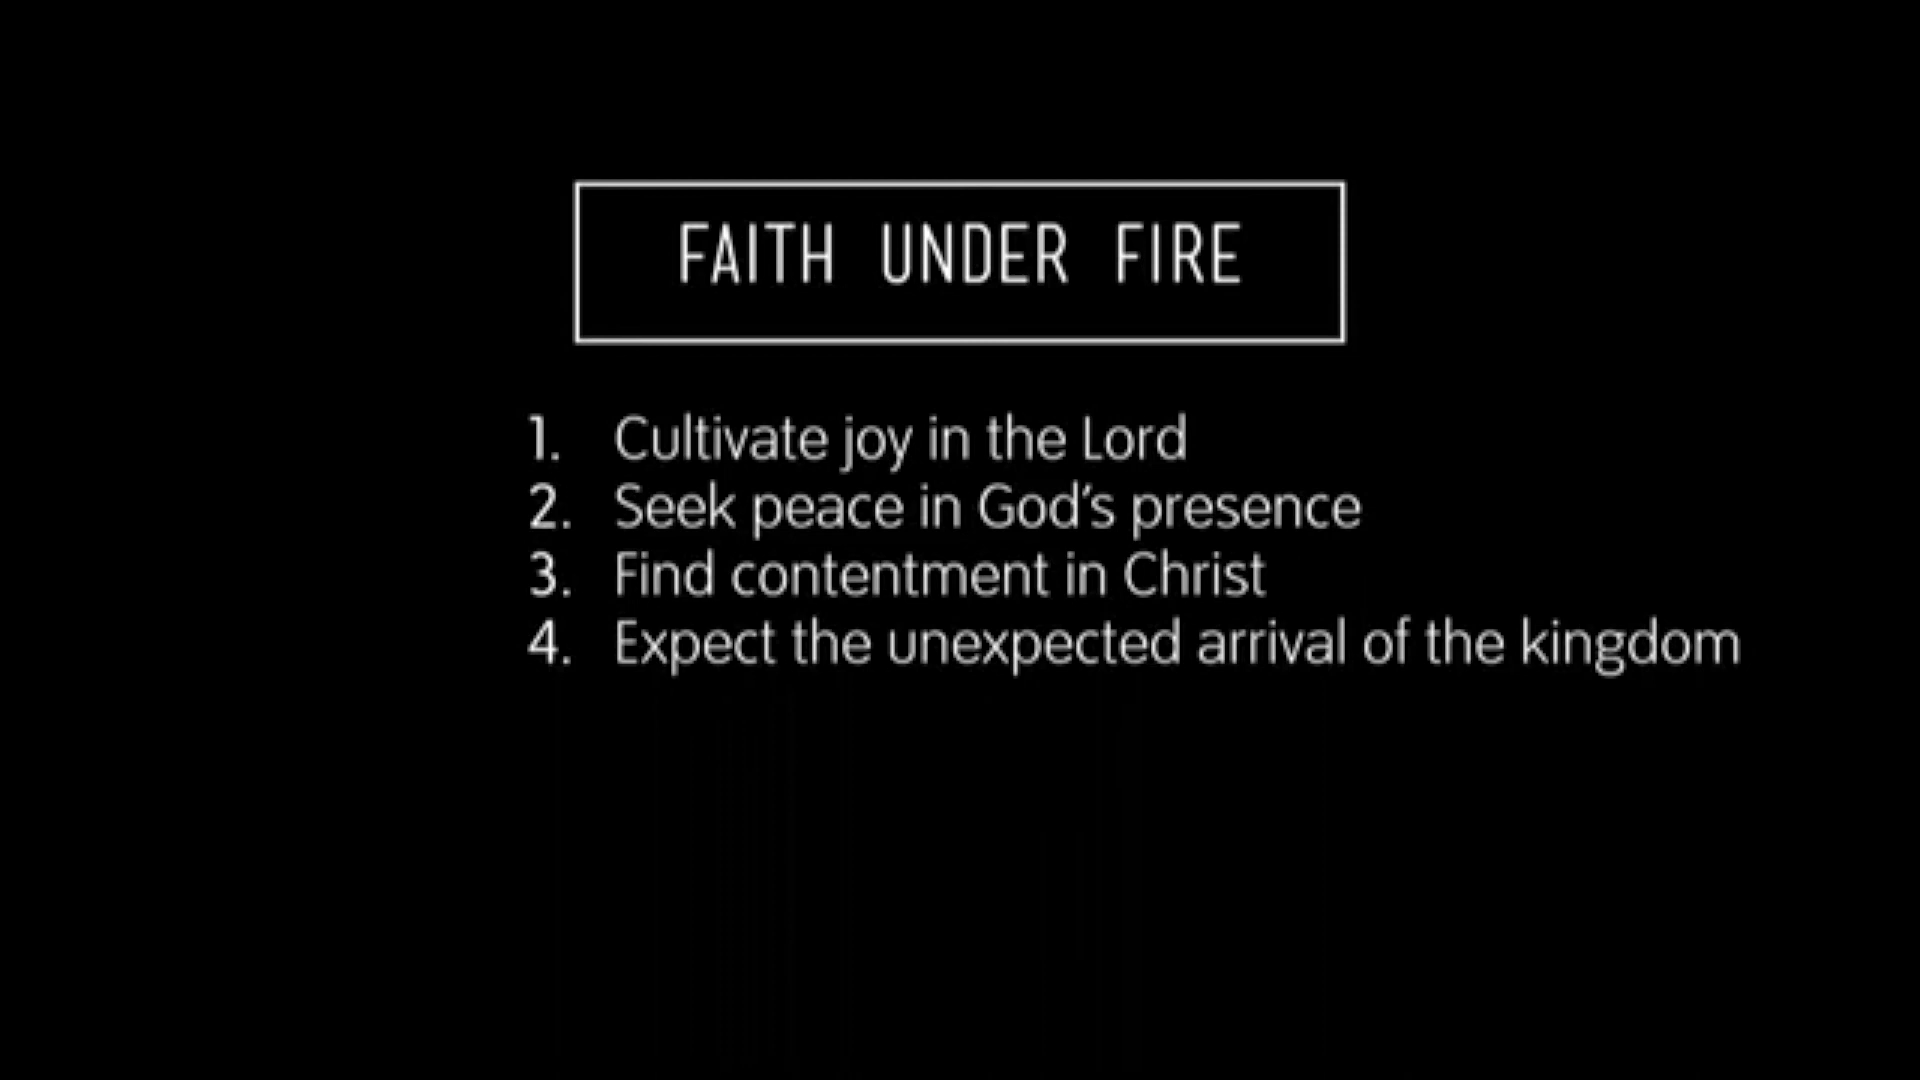 FAITH UNDER FIRE
1. Cultivate joy in the Lord
2. Seek peace in God's presence
3. Find contentment in Christ
4. Expect the unexpected arrival of the kingdom